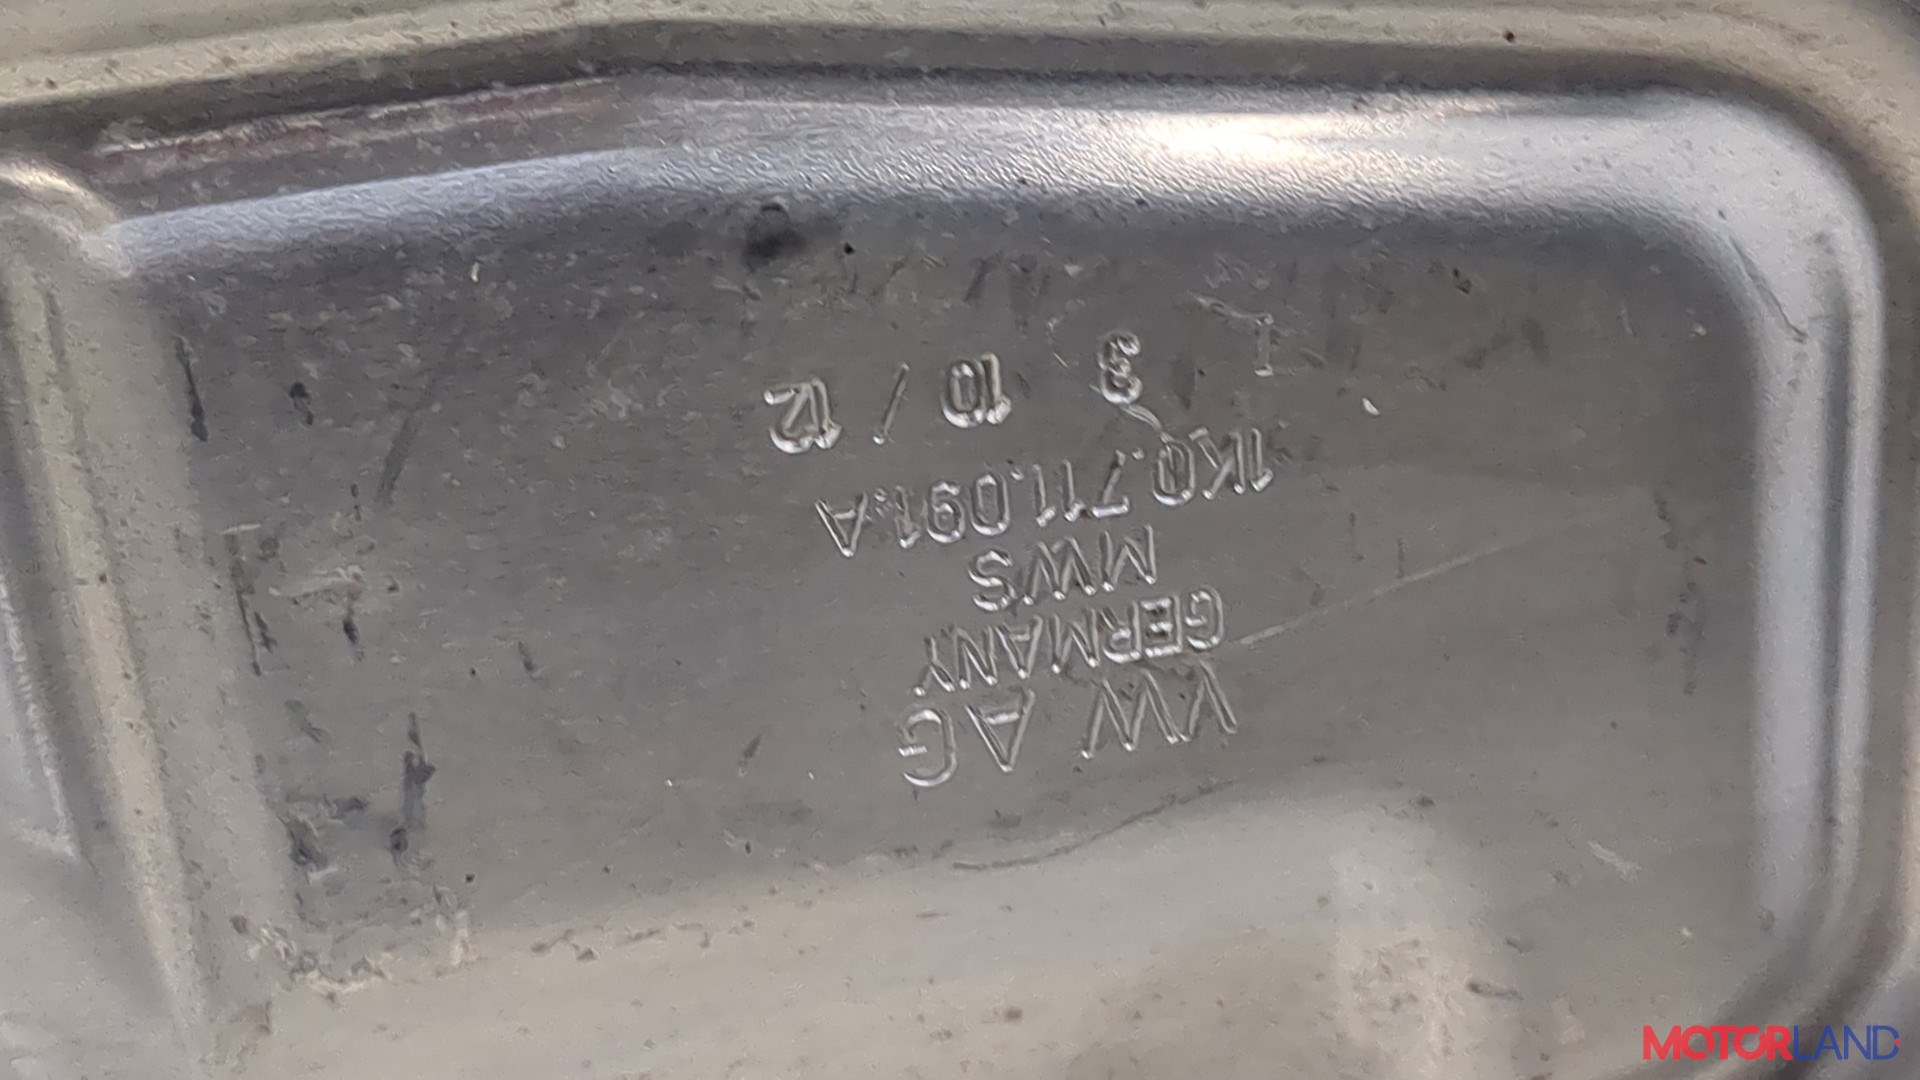 VW AG
GERMANY
MWS
1K0.711.091.A
L 3 10 / 12
MOTORLAND